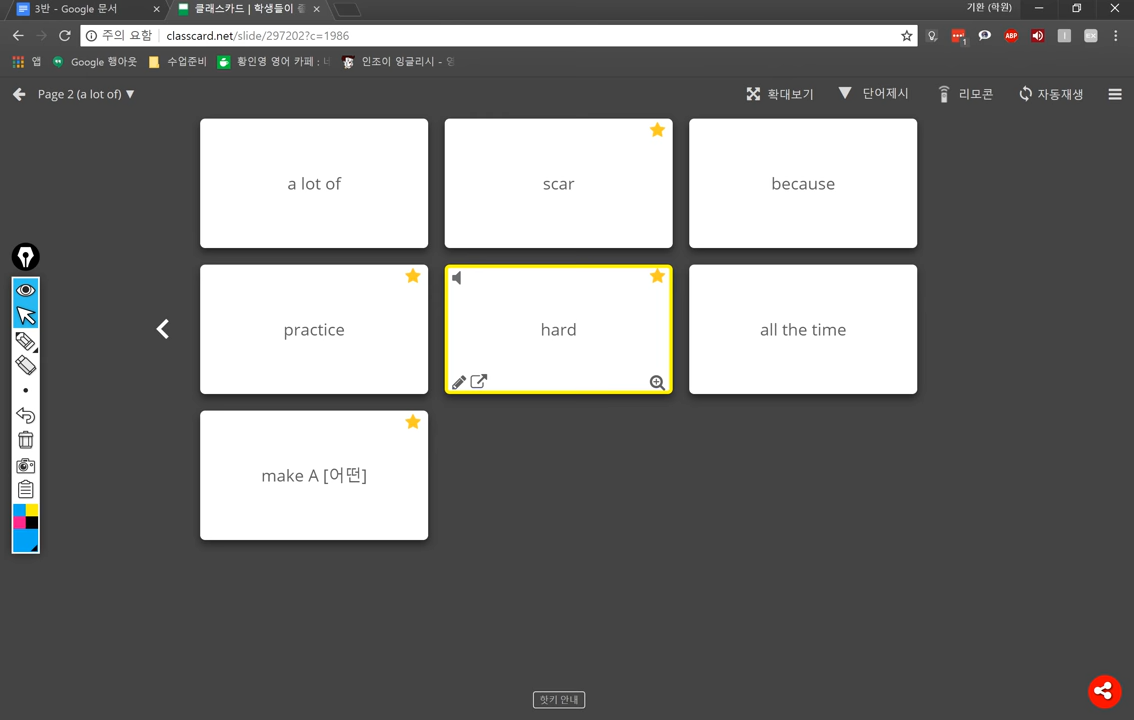 3반 - Google 문서
클래스카드 | 학생들이
기환 (학원)
주의 요함
classcard.net/slide/297202?c=1986
ABP
1
앱
Google 행아웃
수업준비
황인영 영어 카페 : 네
인조이 잉글리시 - 영
Page 2 (a lot of) ▼
확대보기
단어제시
리모콘
자동재생
a lot of
scar
because
practice
hard
all the time
make A [어떤]
핫키 안내